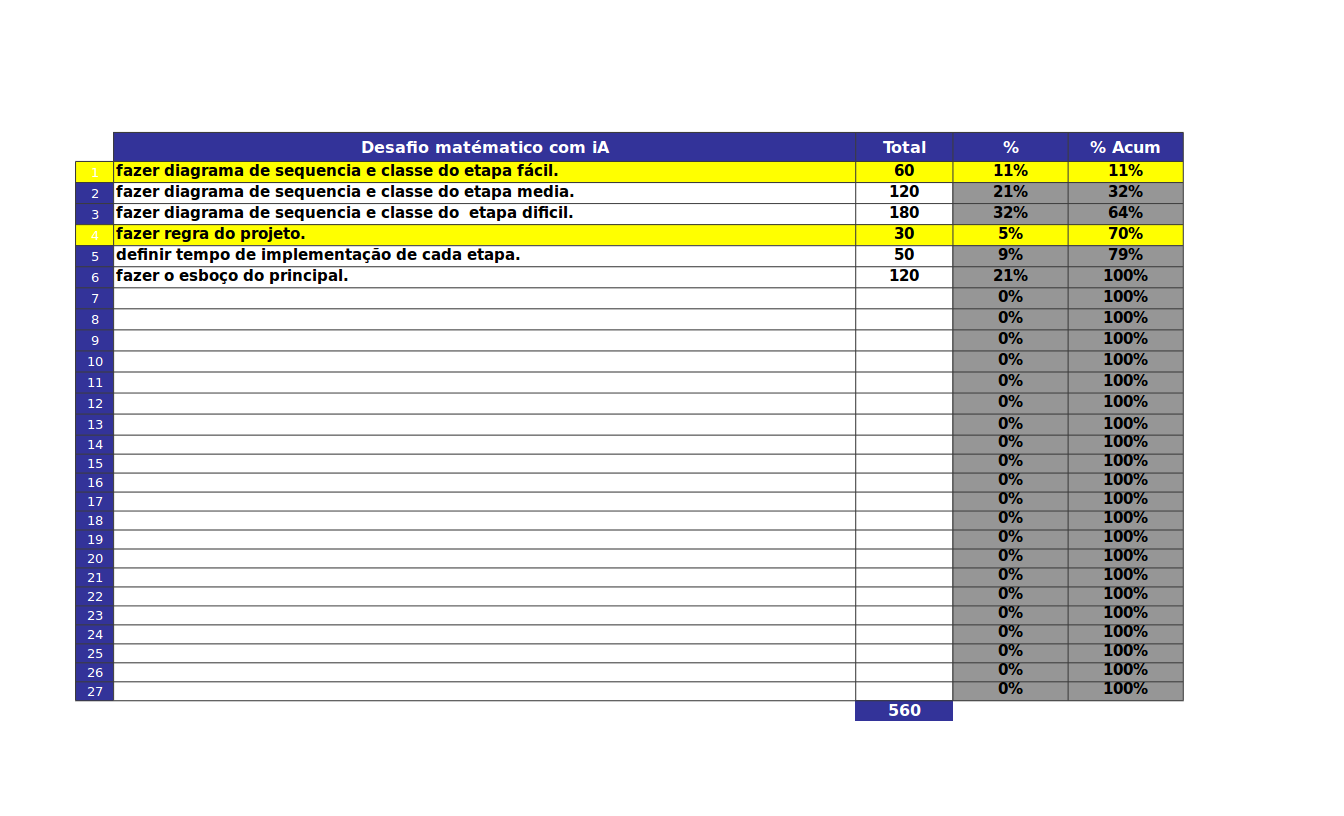 Desafio matématico com iA Total % % Acum
1 fazer diagrama de sequencia e classe do etapa fácil. 60 11% 11%
2 fazer diagrama de sequencia e classe do etapa media. 120 21% 32%
3 fazer diagrama de sequencia e classe do  etapa dificil. 180 32% 64%
4 fazer regra do projeto. 30 5% 70%
5 definir tempo de implementação de cada etapa. 50 9% 79%
6 fazer o esboço do principal. 120 21% 100%
7 0% 100%
8 0% 100%
9 0% 100%
10 0% 100%
11 0% 100%
12 0% 100%
13 0% 100%
14 0% 100%
15 0% 100%
16 0% 100%
17 0% 100%
18 0% 100%
19 0% 100%
20 0% 100%
21 0% 100%
22 0% 100%
23 0% 100%
24 0% 100%
25 0% 100%
26 0% 100%
27 0% 100%
560